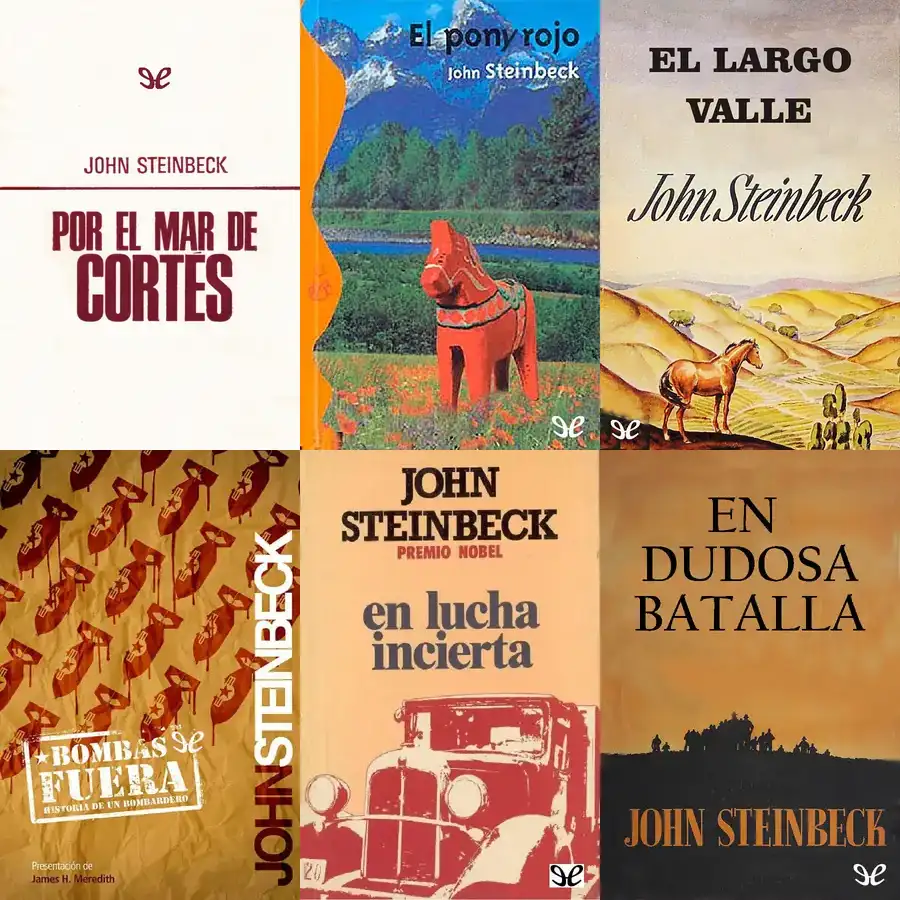 JOHN STEINBECK
POR EL MAR DE
CORTÉS
El pony rojo
John Steinbeck
EL LARGO
VALLE
John Steinbeck
JOHN STEINBECK
BOMBAS
FUERA
HISTORIA DE UN BOMBARDERO
Presentación de
James H. Meredith
JOHN
STEINBECK
PREMIO NOBEL
en lucha
incierta
20
EN
DUDOSA
BATALLA
JOHN STEINBECK